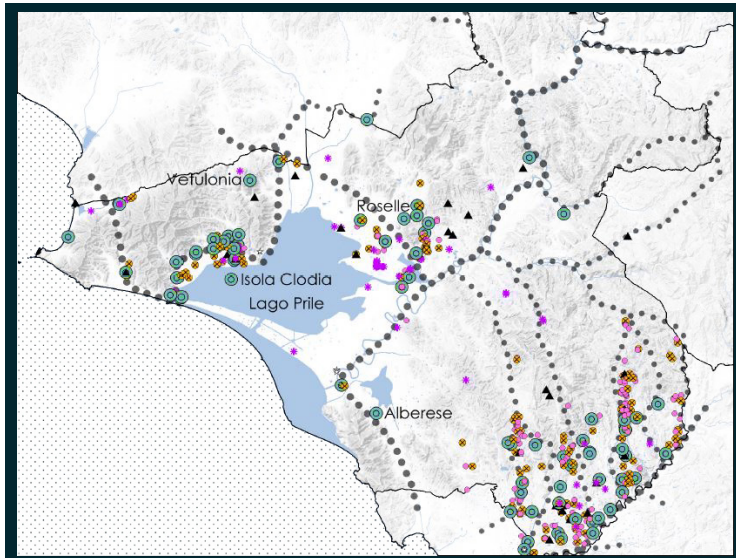 Vetulonia
Roselle
Isola Clodia
Lago Prile
Alberese